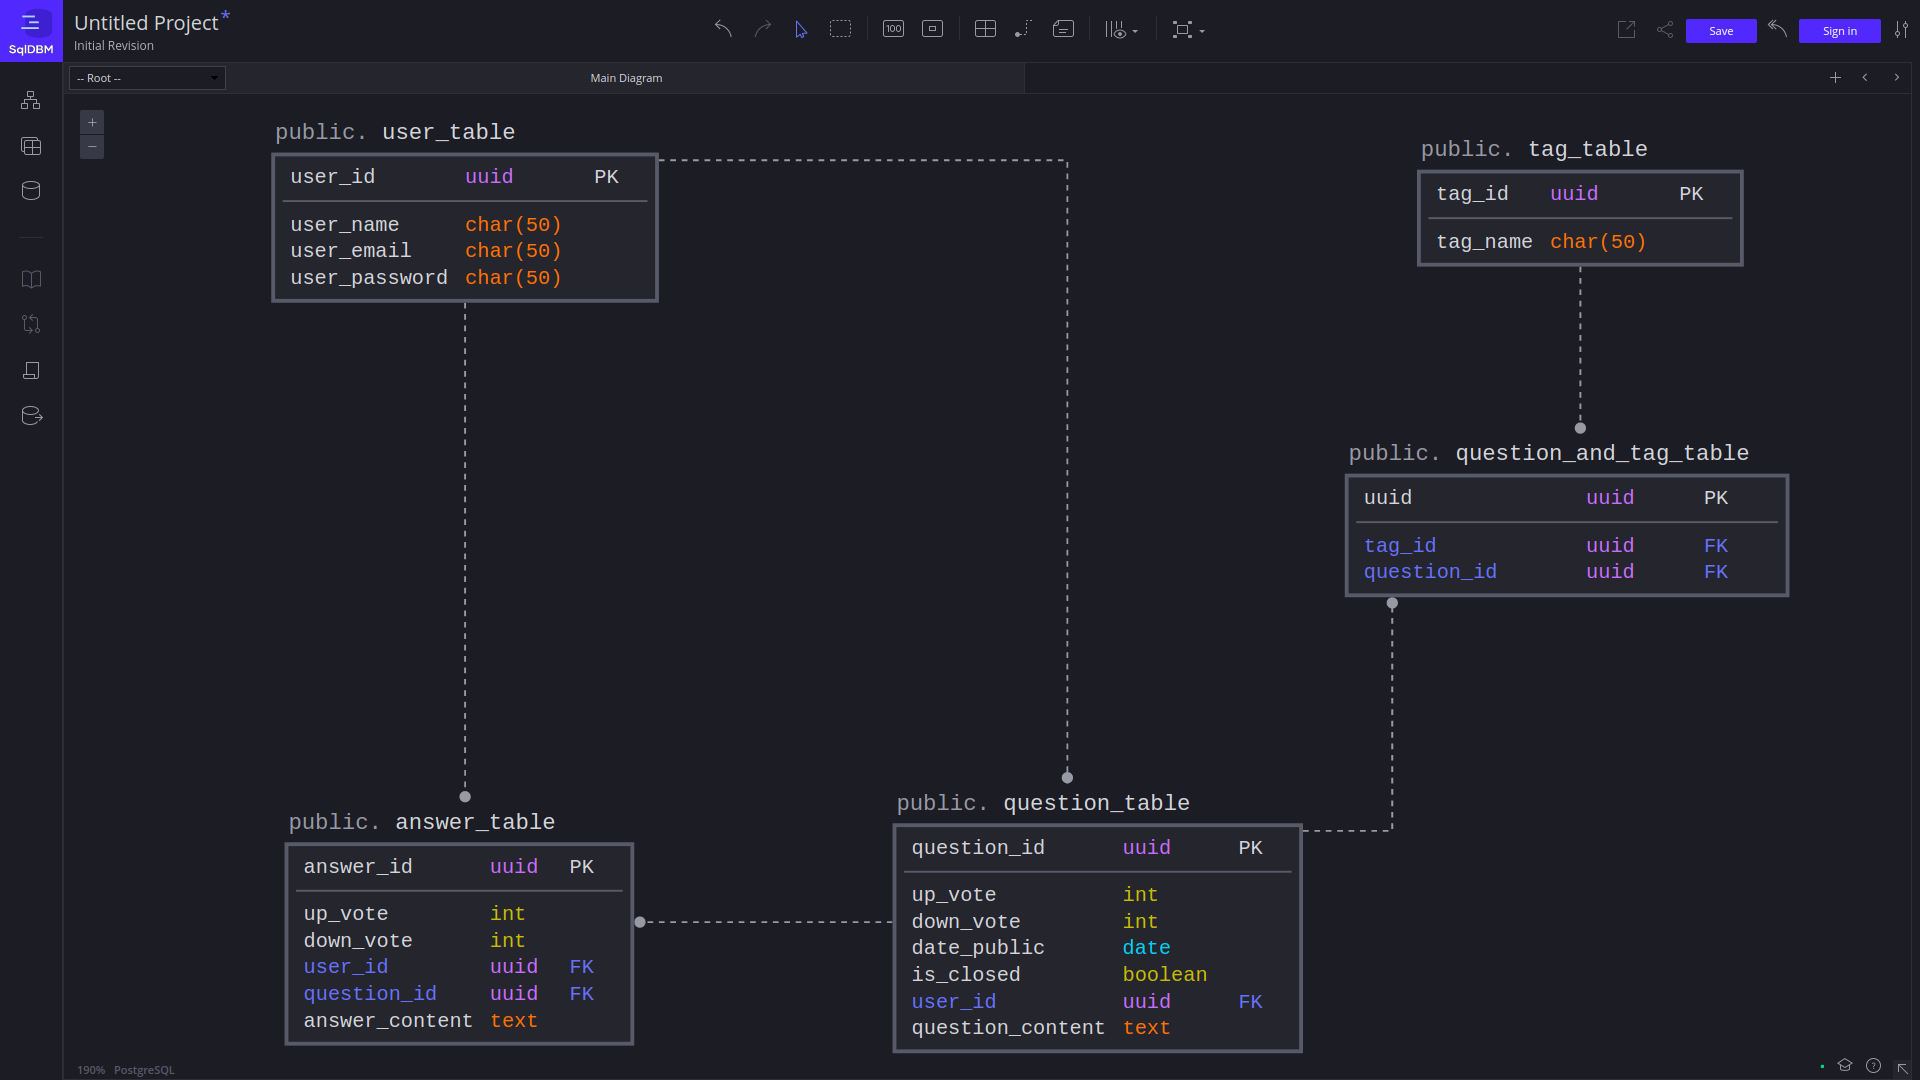 SqlDBM
Untitled Project*
Initial Revision
100
Save
Sign in
-- Root --
Main Diagram
public. user_table
user_id uuid PK
user_name char(50)
user_email char(50)
user_password char(50)
public. tag_table
tag_id uuid PK
tag_name char(50)
public. question_and_tag_table
uuid uuid PK
tag_id uuid FK
question_id uuid FK
public. answer_table
answer_id uuid PK
up_vote int
down_vote int
user_id uuid FK
question_id uuid FK
answer_content text
public. question_table
question_id uuid PK
up_vote int
down_vote int
date_public date
is_closed boolean
user_id uuid FK
question_content text
190% PostgreSQL